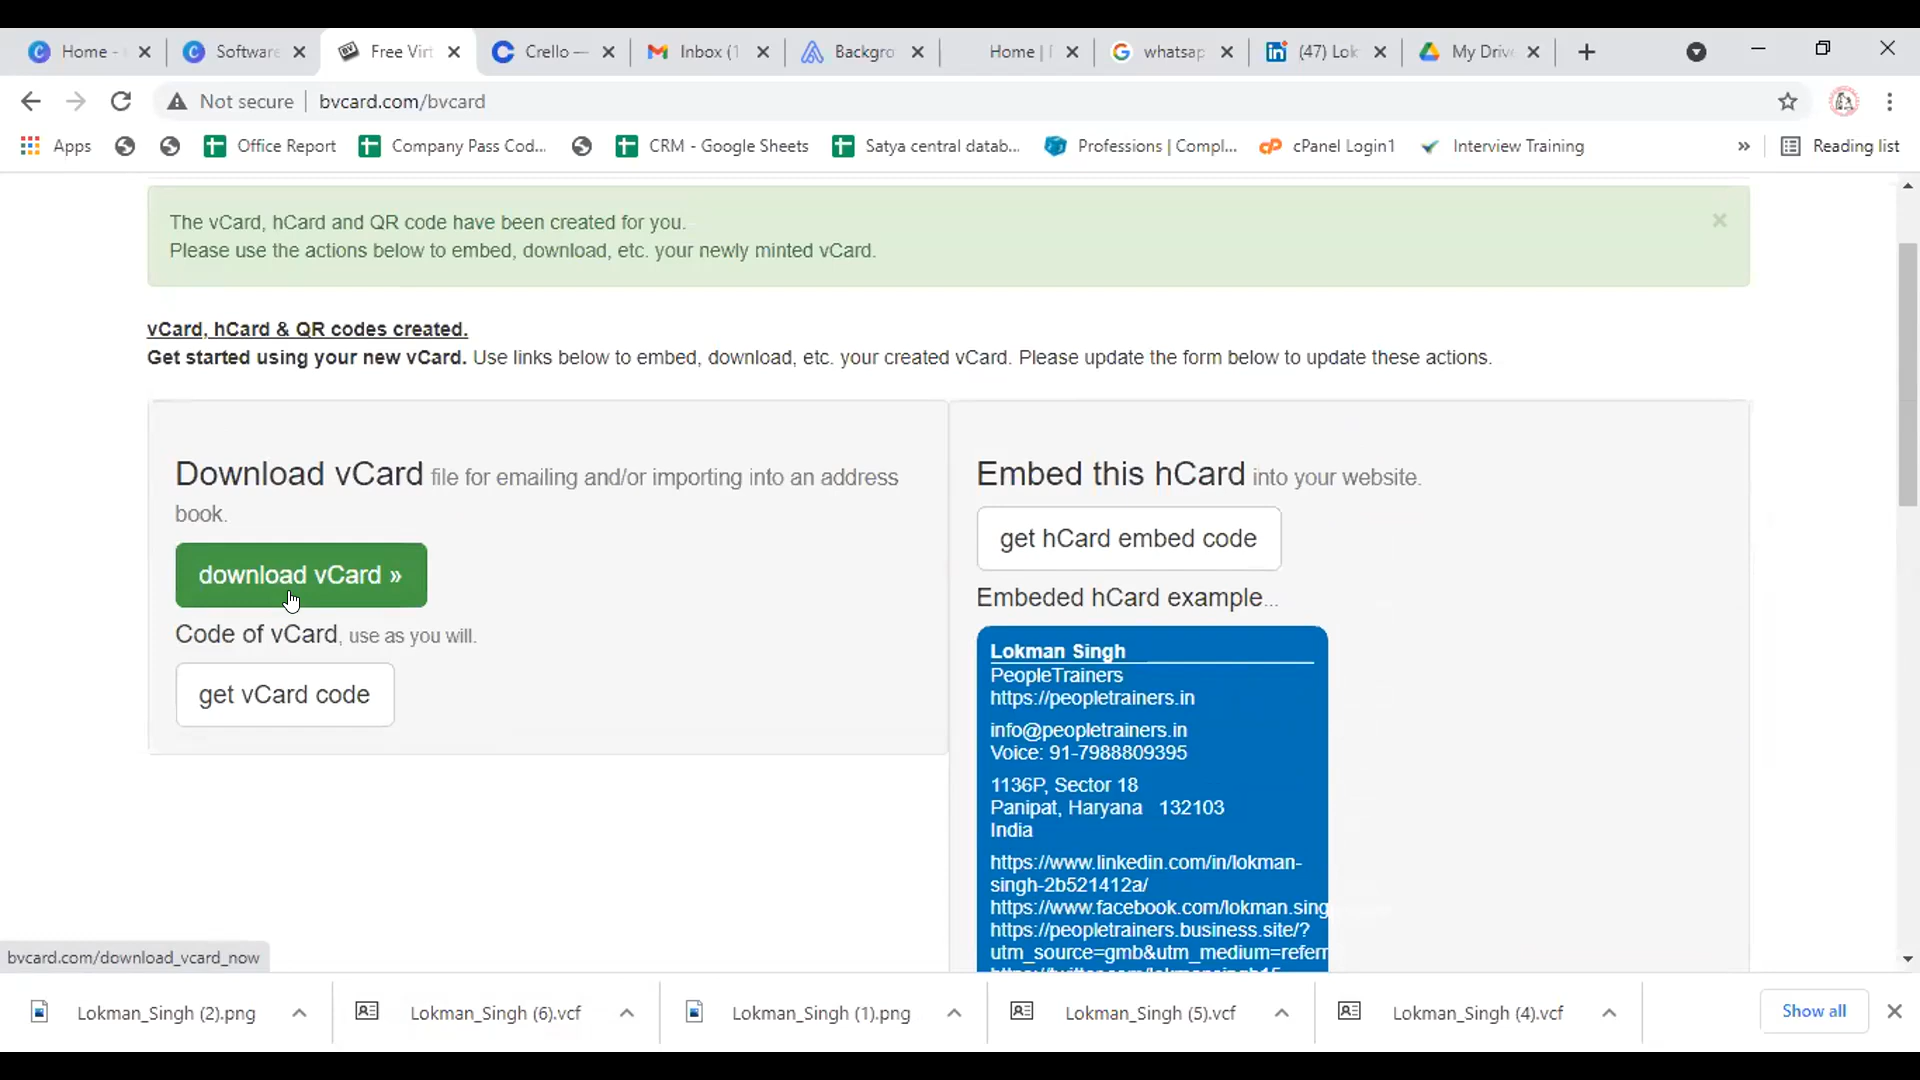 Home -
Software
Free Virt
Crello —
Inbox (1
Backgro
Home |
whatsap
(47) Lok
My Driv
Not secure
bvcard.com/bvcard
Apps
Office Report
Company Pass Cod...
CRM - Google Sheets
Satya central datab...
Professions | Compl...
cPanel Login1
Interview Training
»
Reading list
The vCard, hCard and QR code have been created for you.
Please use the actions below to embed, download, etc. your newly minted vCard.
×
vCard, hCard & QR codes created.
Get started using your new vCard. Use links below to embed, download, etc. your created vCard. Please update the form below to update these actions.
Download vCard file for emailing and/or importing into an address
book.
download vCard »
Code of vCard, use as you will.
get vCard code
Embed this hCard into your website.
get hCard embed code
Embeded hCard example...
Lokman Singh
PeopleTrainers
https://peopletrainers.in
info@peopletrainers.in
Voice: 91-7988809395
1136P, Sector 18
Panipat, Haryana 132103
India
https://www.linkedin.com/in/lokman-
singh-2b521412a/
https://www.facebook.com/lokman.sing
https://peopletrainers.business.site/?
utm_source=gmb&utm_medium=referr
bvcard.com/download_vcard_now
Lokman_Singh (2).png
Lokman_Singh (6).vcf
Lokman_Singh (1).png
Lokman_Singh (5).vcf
Lokman_Singh (4).vcf
Show all